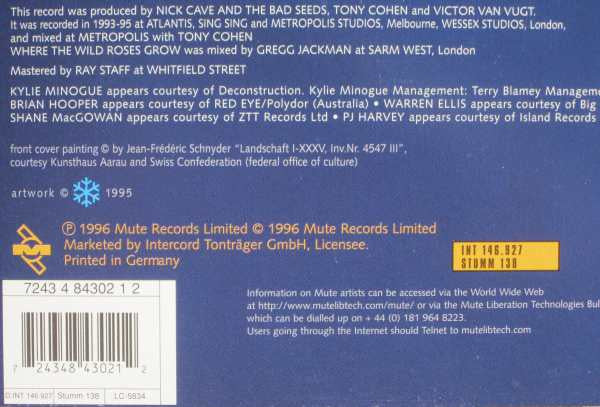 This record was produced by NICK CAVE AND THE BAD SEEDS, TONY COHEN and VICTOR VAN VUGT.
It was recorded in 1993-95 at ATLANTIS, SING SING and METROPOLIS STUDIOS, Melbourne, WESSEX STUDIOS, London,
and mixed at METROPOLIS with TONY COHEN
WHERE THE WILD ROSES GROW was mixed by GREGG JACKMAN at SARM WEST, London
Mastered by RAY STAFF at WHITFIELD STREET
KYLIE MINOGUE appears courtesy of Deconstruction. Kylie Minogue Management: Terry Blamey Manageme
BRIAN HOOPER appears courtesy of RED EYE/Polydor (Australia) • WARREN ELLIS appears courtesy of Big
SHANE MacGOWAN appears courtesy of ZTT Records Ltd • PJ HARVEY appears courtesy of Island Records
front cover painting © by Jean-Frédéric Schnyder "Landschaft I-XXXV, Inv.Nr. 4547 III",
courtesy Kunsthaus Aarau and Swiss Confederation (federal office of culture)
artwork © 1995
℗ 1996 Mute Records Limited © 1996 Mute Records Limited
Marketed by Intercord Tonträger GmbH, Licensee.
Printed in Germany
MUTE
INT 146.927
STUMM 138
7243 4 84302 1 2
7 24348 43021 2
INT 146 927 Stumm 138 LC-5834
Information on Mute artists can be accessed via the World Wide Web
at http://www.mutelibtech.com/mute/ or via the Mute Liberation Technologies Bul
which can be dialled up on + 44 (0) 181 964 8223.
Users going through the Internet should Telnet to mutelibtech.com